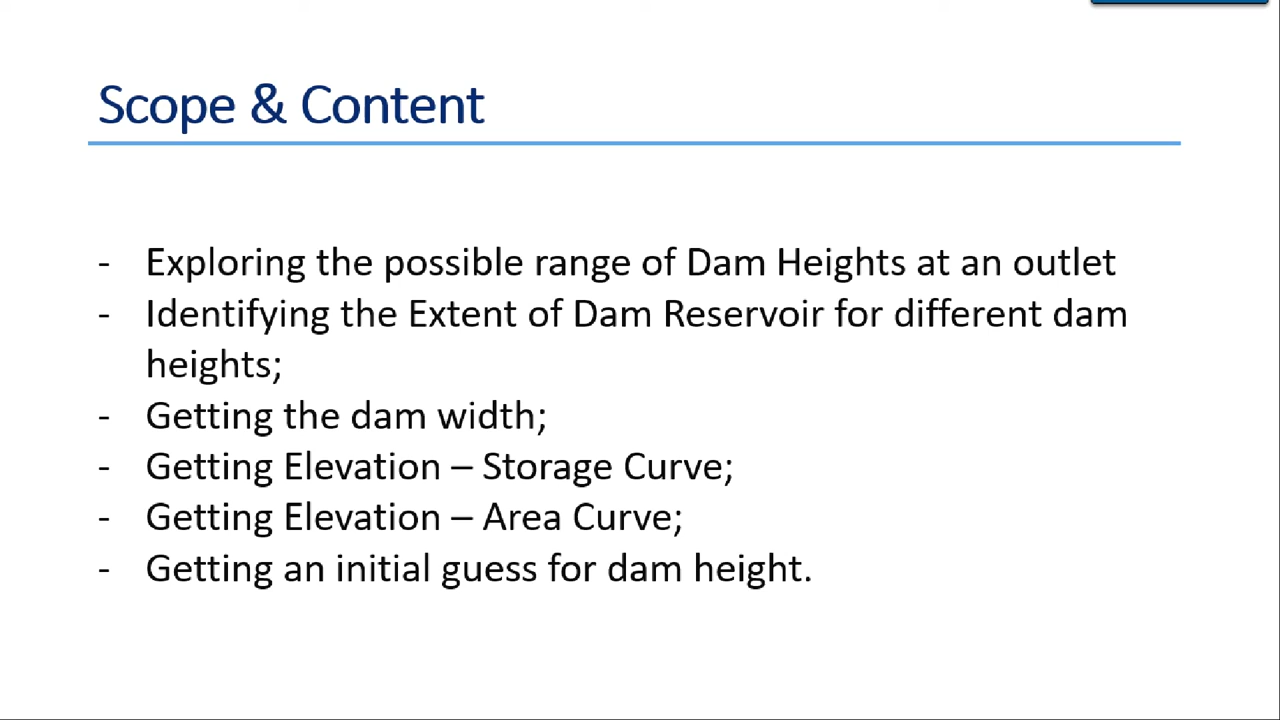 Scope & Content
- Exploring the possible range of Dam Heights at an outlet
- Identifying the Extent of Dam Reservoir for different dam
heights;
- Getting the dam width;
- Getting Elevation – Storage Curve;
- Getting Elevation – Area Curve;
- Getting an initial guess for dam height.